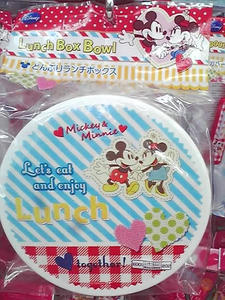 Disney
Lunch Box Bowl
どんぶりランチボックス
Mickey &
Minnie
Let's eat
and enjoy
Lunch
together!